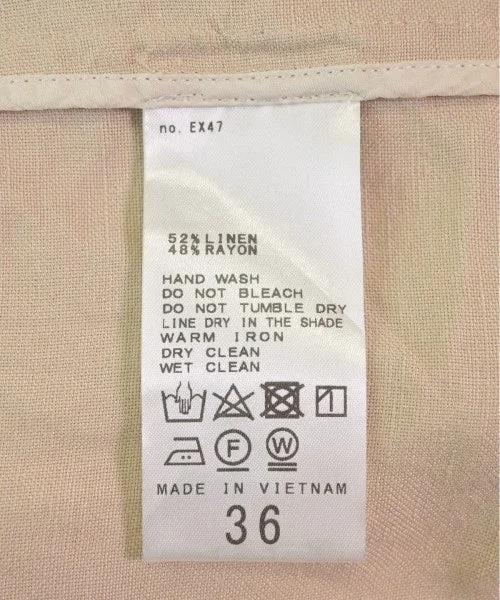 no. EX47
52% LINEN
48% RAYON
HAND WASH
DO NOT BLEACH
DO NOT TUMBLE DRY
LINE DRY IN THE SHADE
WARM IRON
DRY CLEAN
WET CLEAN
F W
MADE IN VIETNAM
36